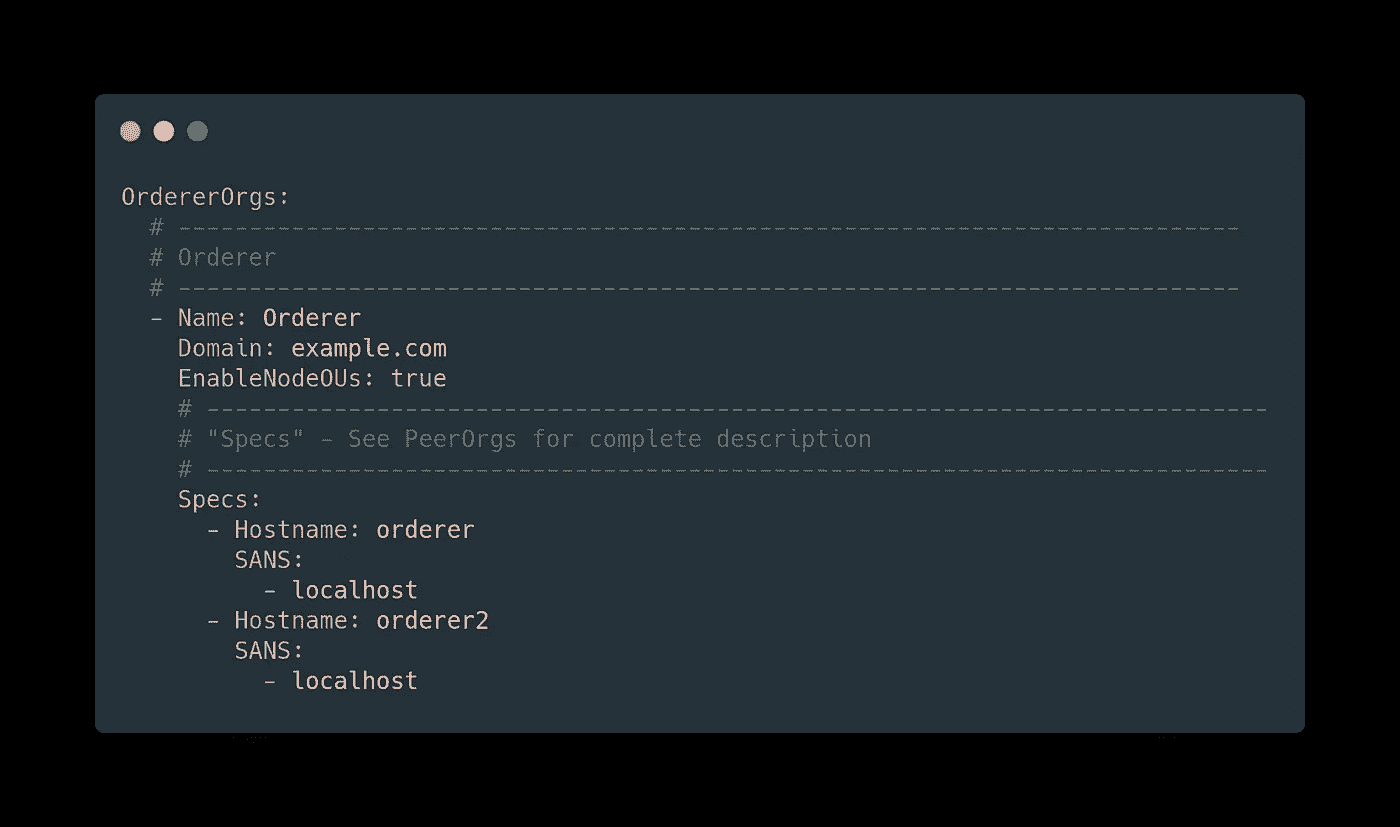 OrdererOrgs:
  # ---------------------------------------------------------------------------
  # Orderer
  # ---------------------------------------------------------------------------
  - Name: Orderer
    Domain: example.com
    EnableNodeOUs: true
    # ---------------------------------------------------------------------------
    # "Specs" - See PeerOrgs for complete description
    # ---------------------------------------------------------------------------
    Specs:
      - Hostname: orderer
        SANS:
          - localhost
      - Hostname: orderer2
        SANS:
          - localhost